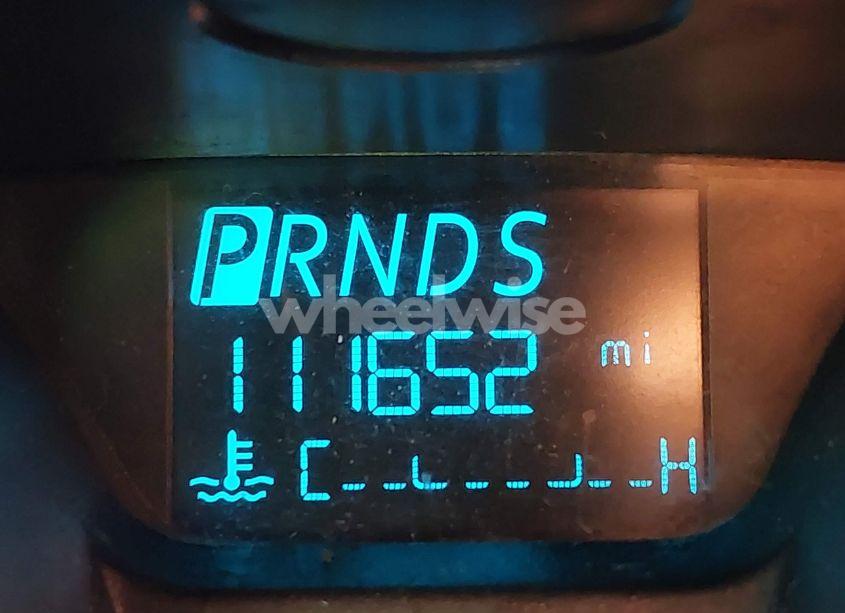 PRNDS
wheelwise
111652 mi
C H